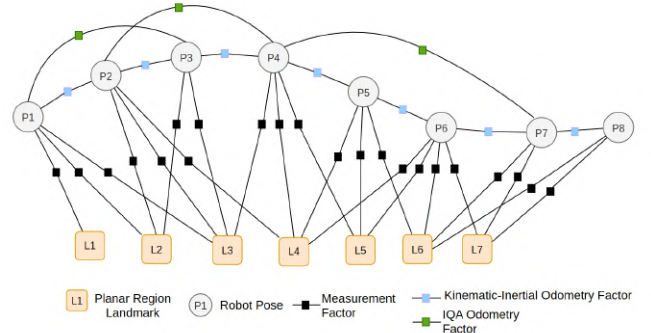 P1
P2
P3
P4
P5
P6
P7
P8
L1
L2
L3
L4
L5
L6
L7
L1
Planar Region
Landmark
P1
Robot Pose
Measurement
Factor
Kinematic-Inertial Odometry Factor
IQA Odometry
Factor